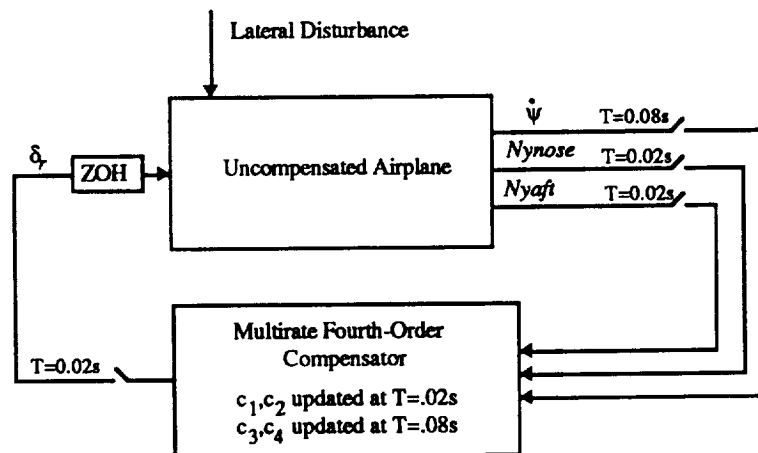 Lateral Disturbance
ψ̇
T=0.08s
δr
ZOH
Uncompensated Airplane
Nynose
T=0.02s
Nyaft
T=0.02s
Multirate Fourth-Order
Compensator
T=0.02s
c1,c2 updated at T=.02s
c3,c4 updated at T=.08s